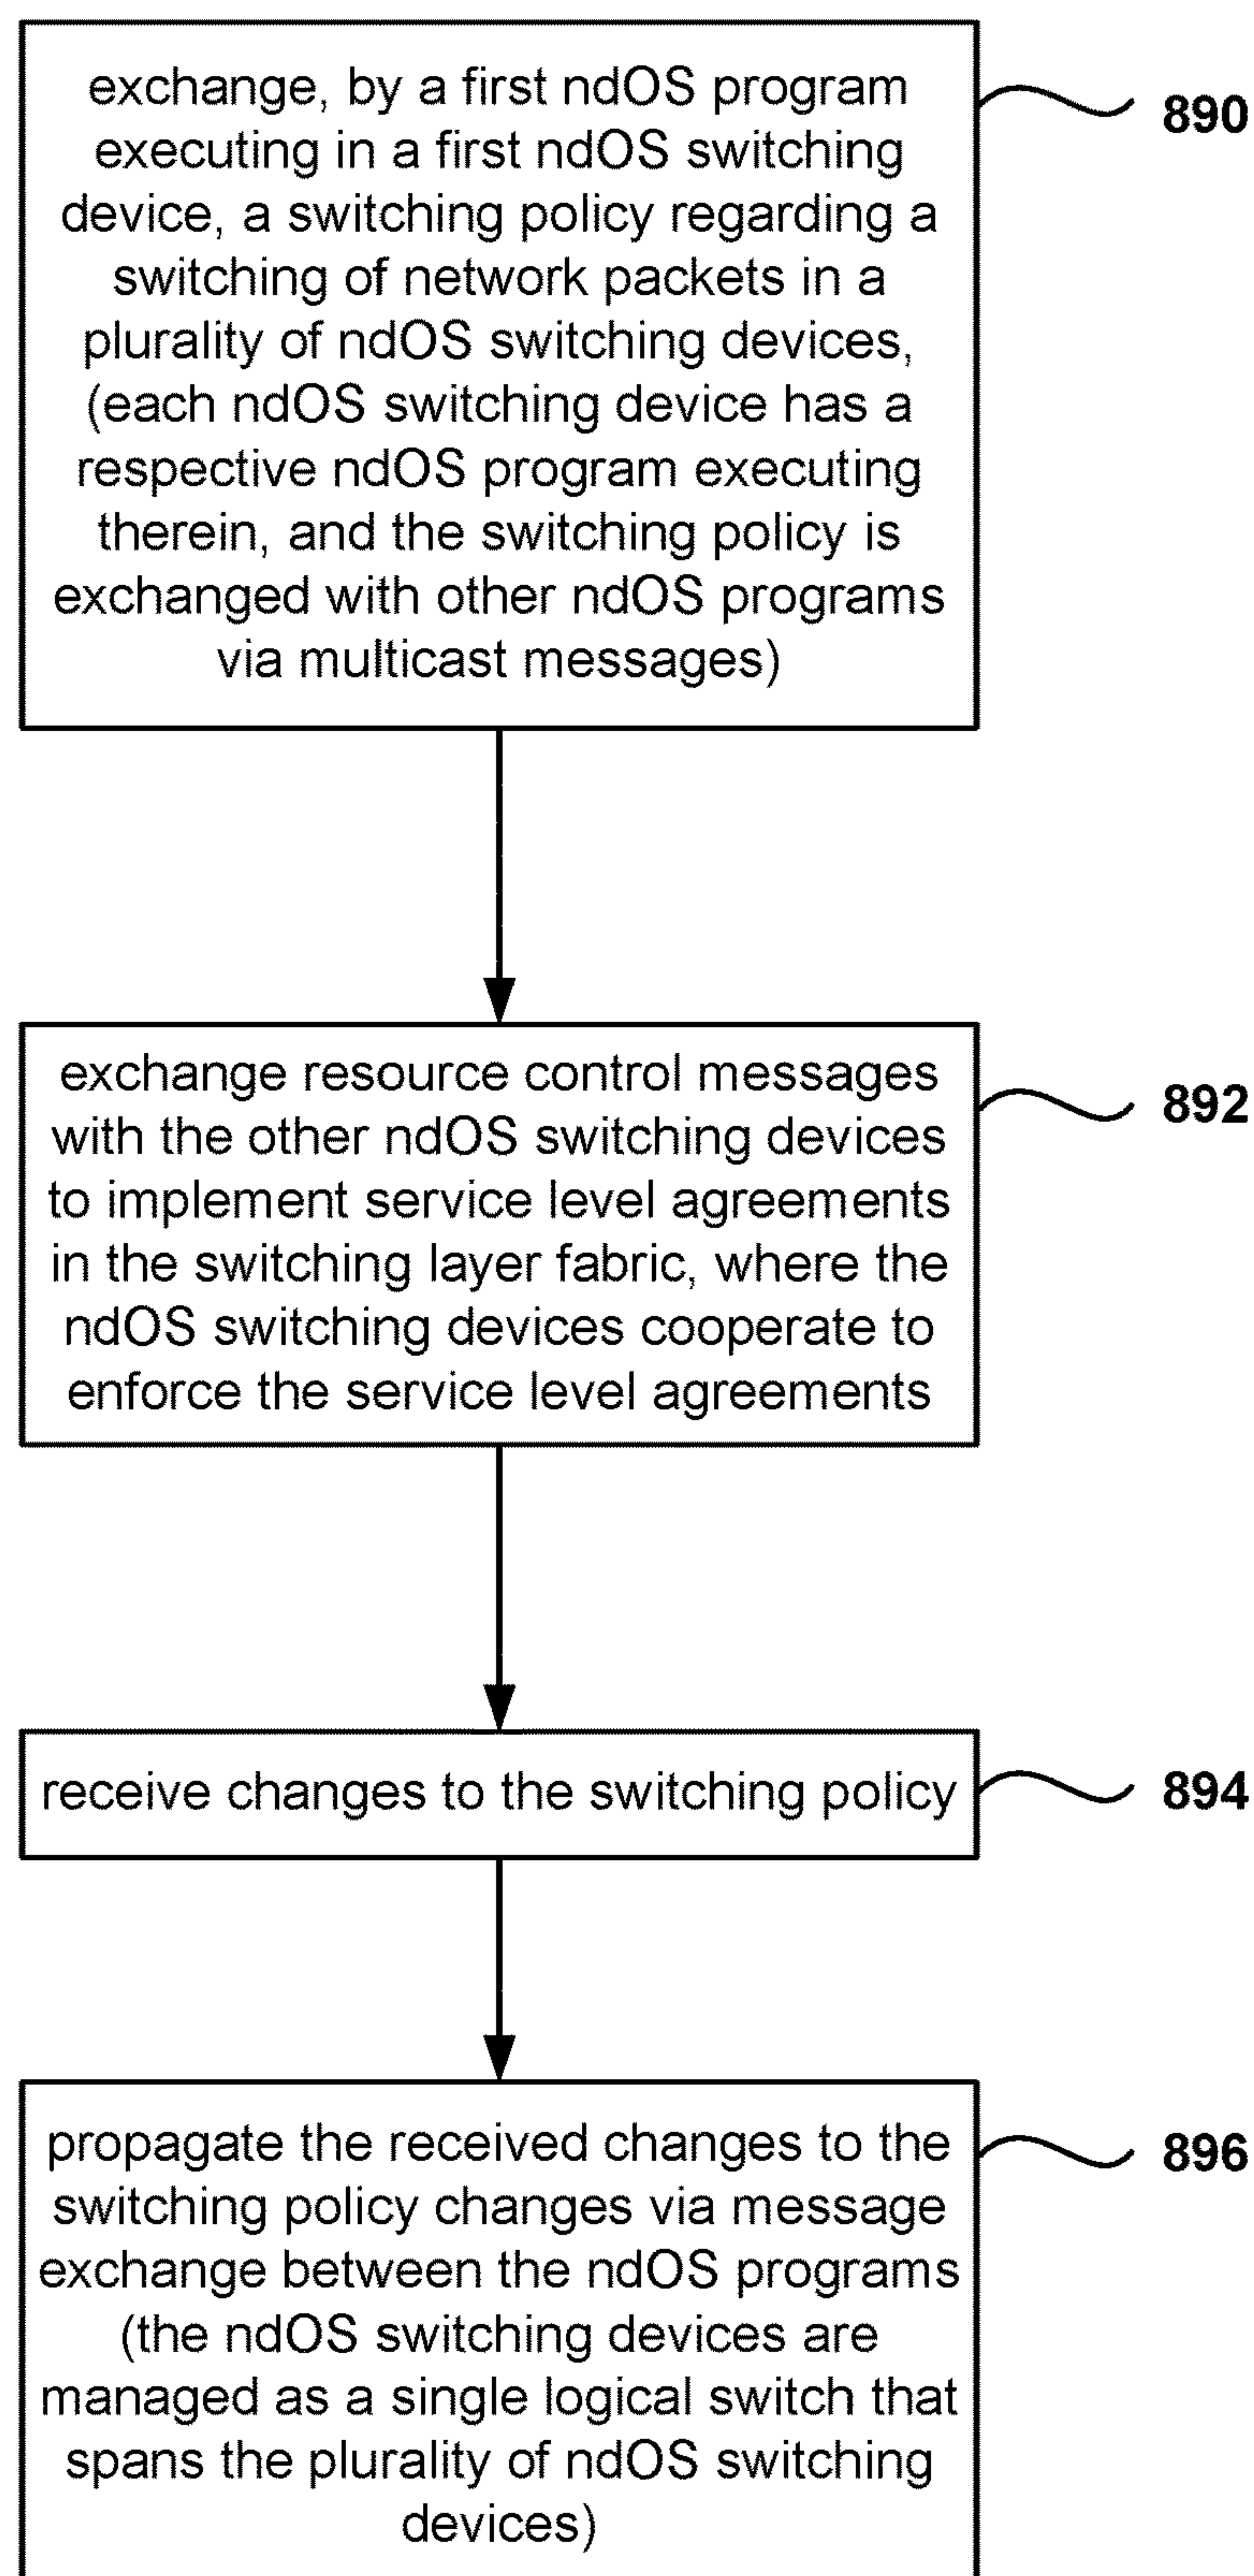 exchange, by a first ndOS program
executing in a first ndOS switching
device, a switching policy regarding a
switching of network packets in a
plurality of ndOS switching devices,
(each ndOS switching device has a
respective ndOS program executing
therein, and the switching policy is
exchanged with other ndOS programs
via multicast messages)
890
exchange resource control messages
with the other ndOS switching devices
to implement service level agreements
in the switching layer fabric, where the
ndOS switching devices cooperate to
enforce the service level agreements
892
receive changes to the switching policy
894
propagate the received changes to the
switching policy changes via message
exchange between the ndOS programs
(the ndOS switching devices are
managed as a single logical switch that
spans the plurality of ndOS switching
devices)
896